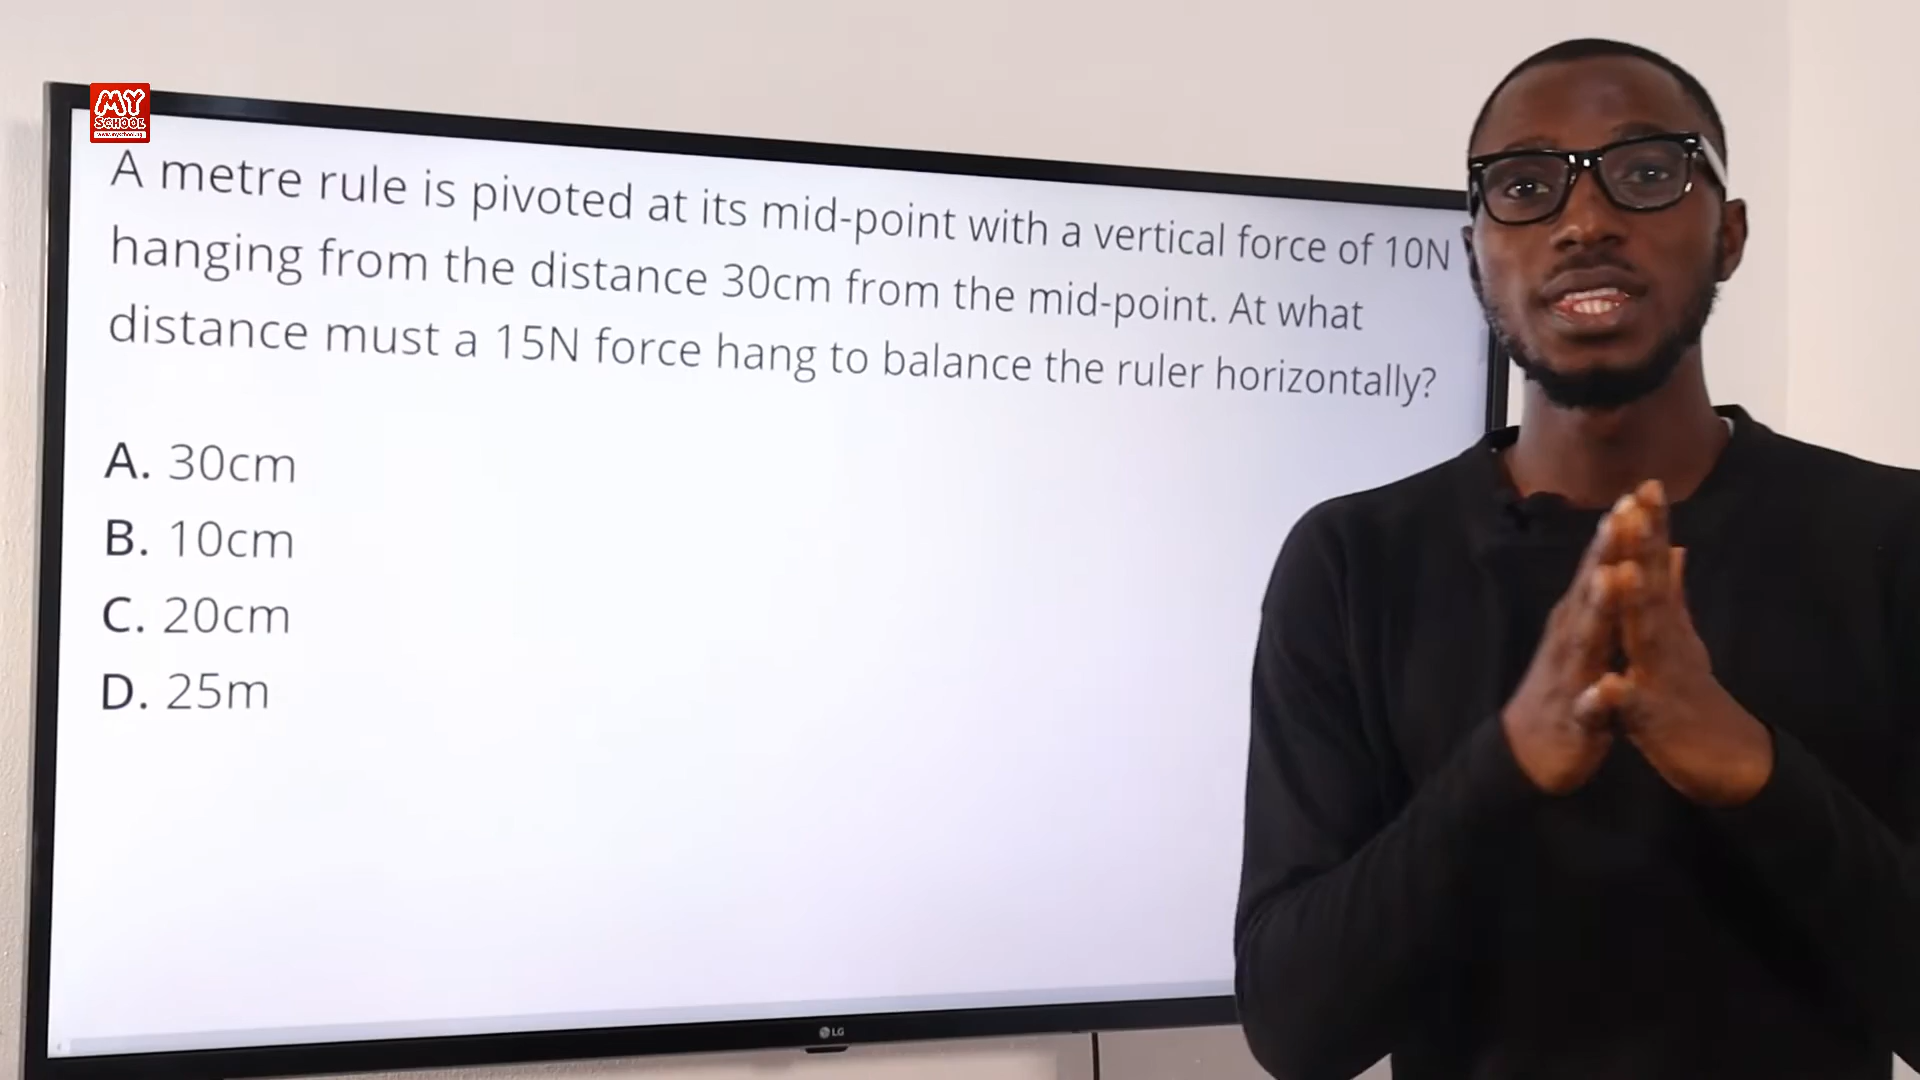 MY
SCHOOL
A metre rule is pivoted at its mid-point with a vertical force of 10N
hanging from the distance 30cm from the mid-point. At what
distance must a 15N force hang to balance the ruler horizontally?
A. 30cm
B. 10cm
C. 20cm
D. 25m
LG